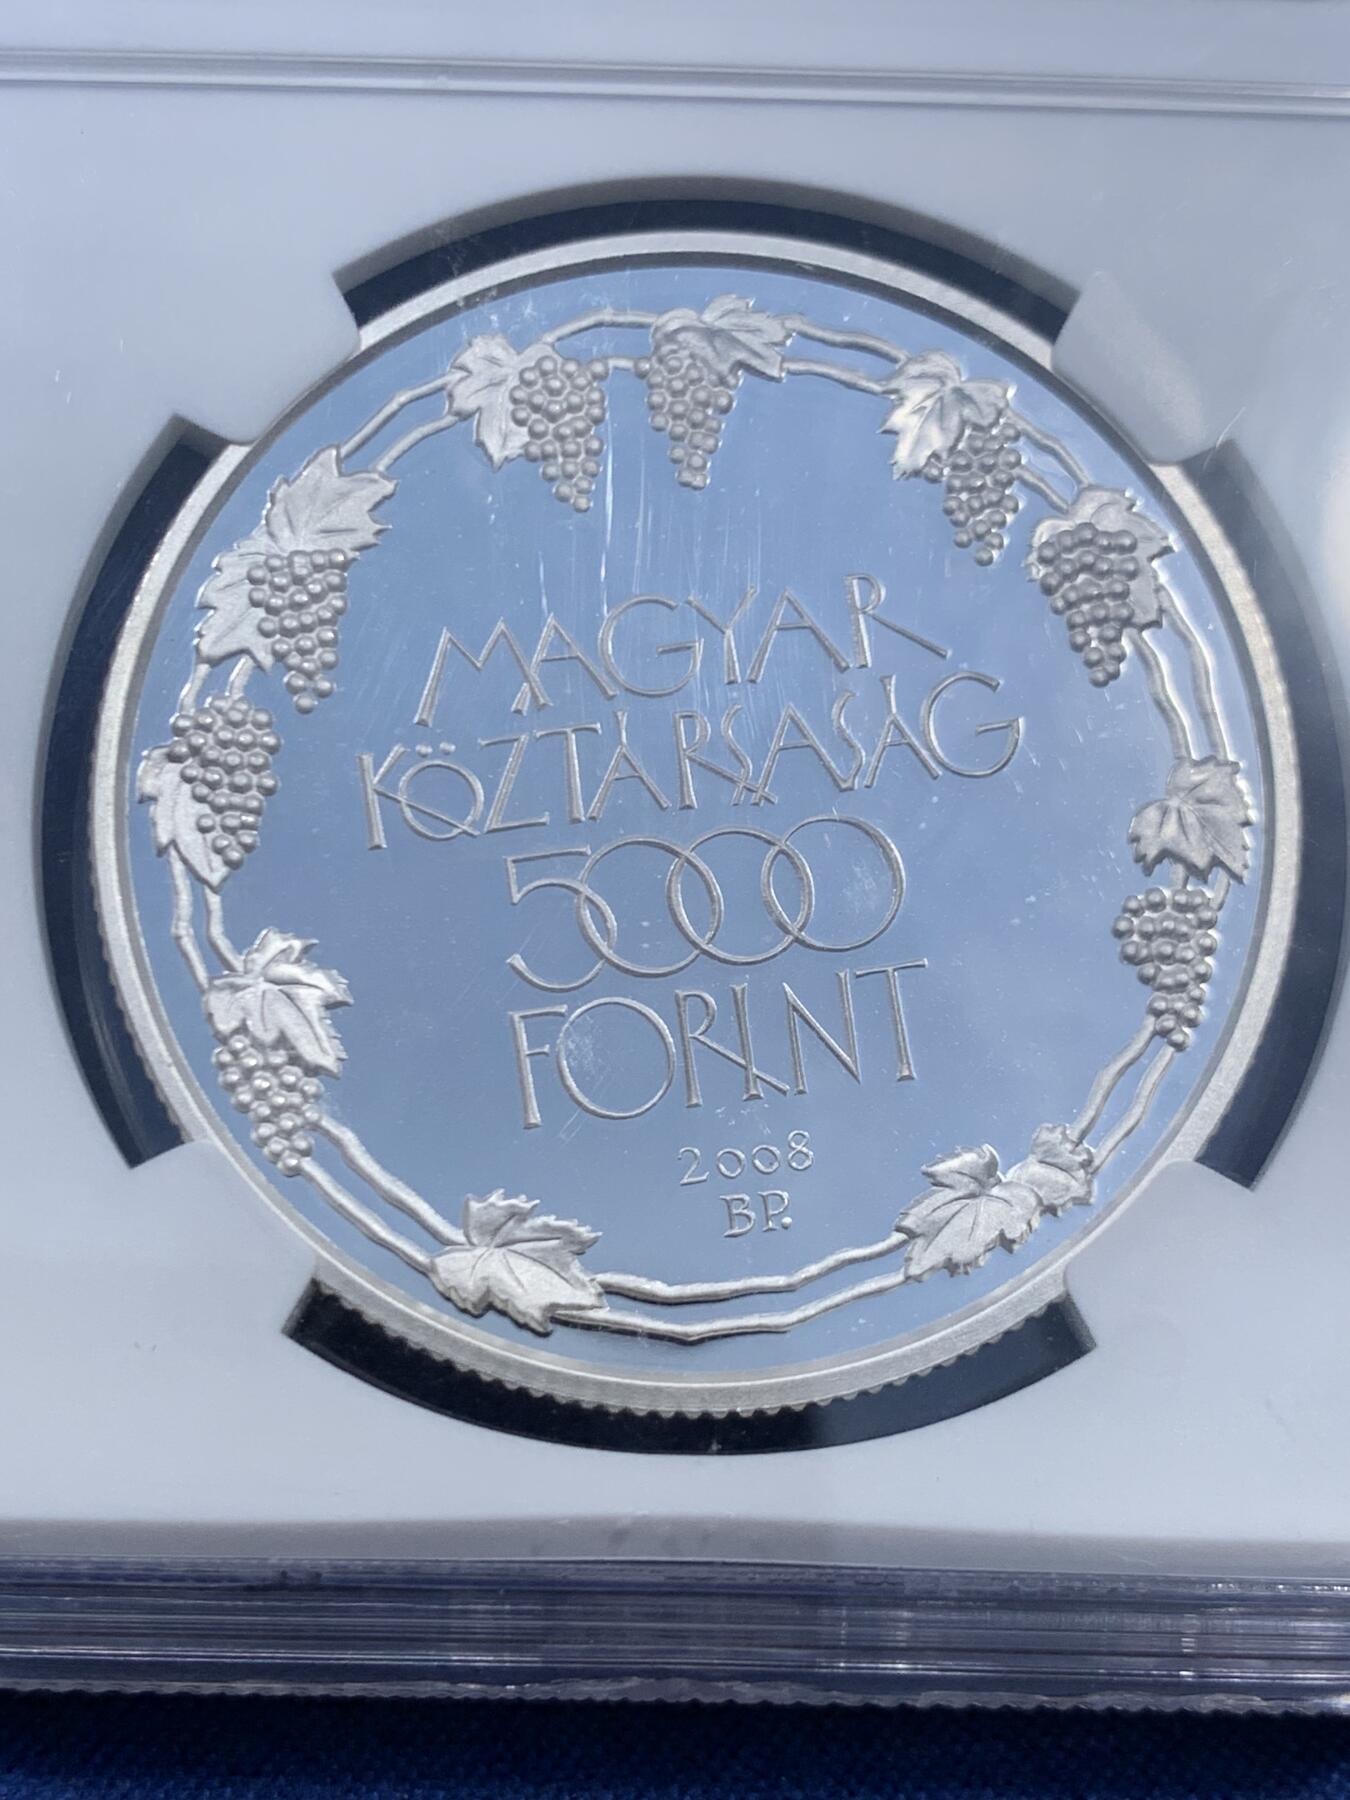 MAGYAR
KÖZTÁRSASÁG
5000
FORINT
2008
BP.